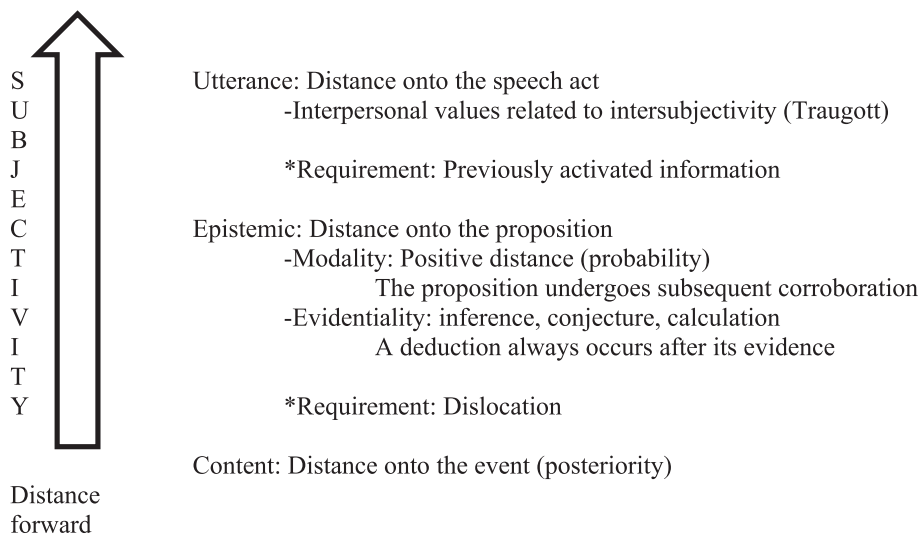 SUBJECTIVITY
Utterance: Distance onto the speech act
-Interpersonal values related to intersubjectivity (Traugott)
*Requirement: Previously activated information
Epistemic: Distance onto the proposition
-Modality: Positive distance (probability)
The proposition undergoes subsequent corroboration
-Evidentiality: inference, conjecture, calculation
A deduction always occurs after its evidence
*Requirement: Dislocation
Content: Distance onto the event (posteriority)
Distance
forward